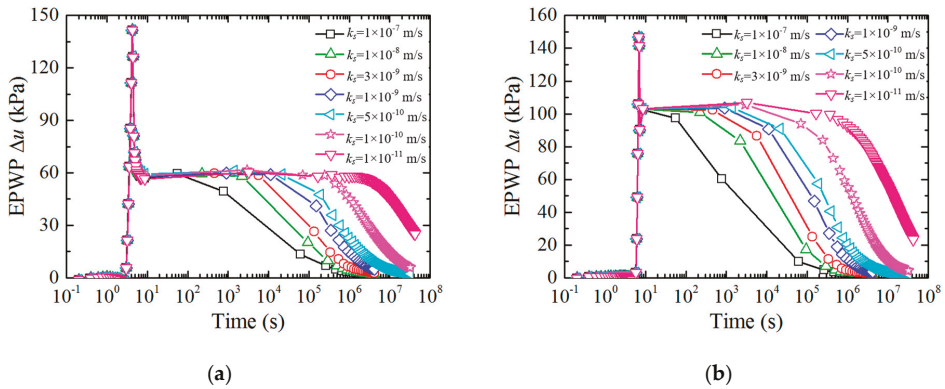 (a)
150
120
90
60
30
0
EPWP Δu (kPa)
kₛ=1×10⁻⁷ m/s
kₛ=1×10⁻⁸ m/s
kₛ=3×10⁻⁹ m/s
kₛ=1×10⁻⁹ m/s
kₛ=5×10⁻¹⁰ m/s
kₛ=1×10⁻¹⁰ m/s
kₛ=1×10⁻¹¹ m/s
10⁻¹ 10⁰ 10¹ 10² 10³ 10⁴ 10⁵ 10⁶ 10⁷ 10⁸
Time (s)
(a)
(b)
160
140
120
100
80
60
40
20
0
EPWP Δu (kPa)
kₛ=1×10⁻⁷ m/s
kₛ=1×10⁻⁸ m/s
kₛ=3×10⁻⁹ m/s
kₛ=1×10⁻⁹ m/s
kₛ=5×10⁻¹⁰ m/s
kₛ=1×10⁻¹⁰ m/s
kₛ=1×10⁻¹¹ m/s
10⁻¹ 10⁰ 10¹ 10² 10³ 10⁴ 10⁵ 10⁶ 10⁷ 10⁸
Time (s)
(b)